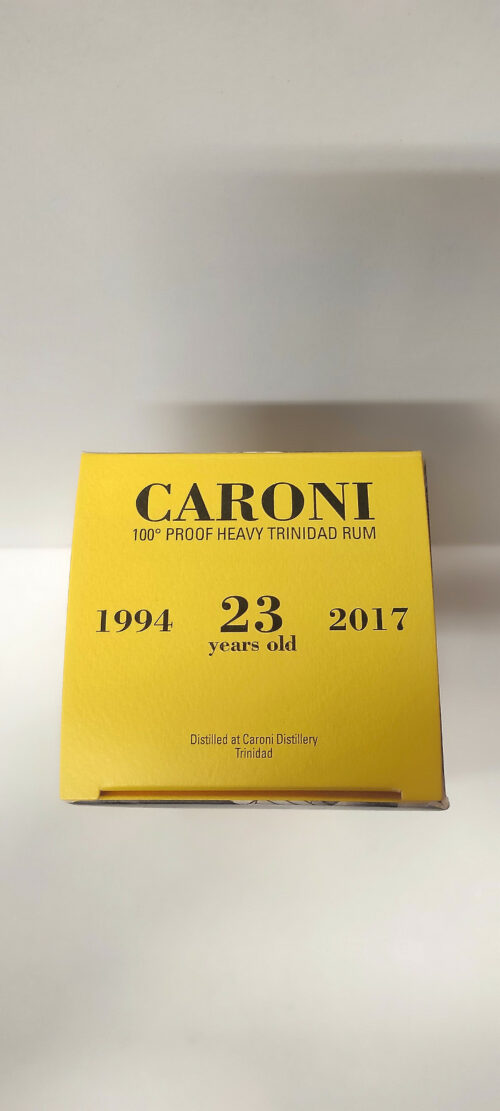 CARONI
100° PROOF HEAVY TRINIDAD RUM
1994 23 2017
years old
Distilled at Caroni Distillery
Trinidad